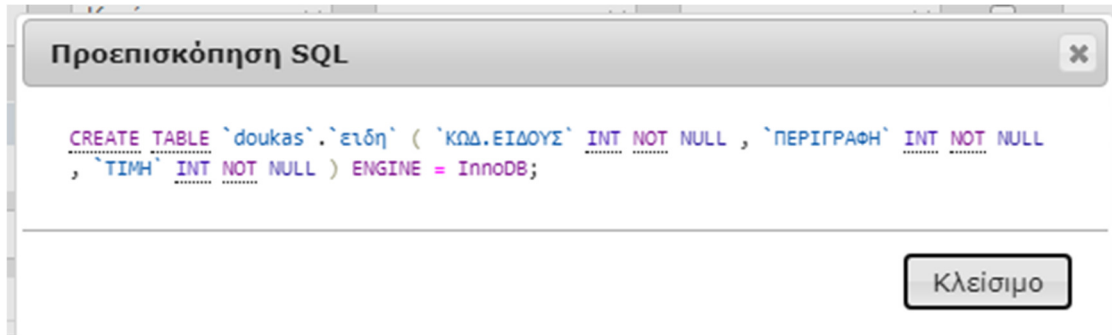 Προεπισκόπηση SQL
CREATE TABLE `doukas`.`ειδη` ( `ΚΩΔ.ΕΙΔΟΥΣ` INT NOT NULL , `ΠΕΡΙΓΡΑΦΗ` INT NOT NULL
, `ΤΙΜΗ` INT NOT NULL ) ENGINE = InnoDB;
Κλείσιμο